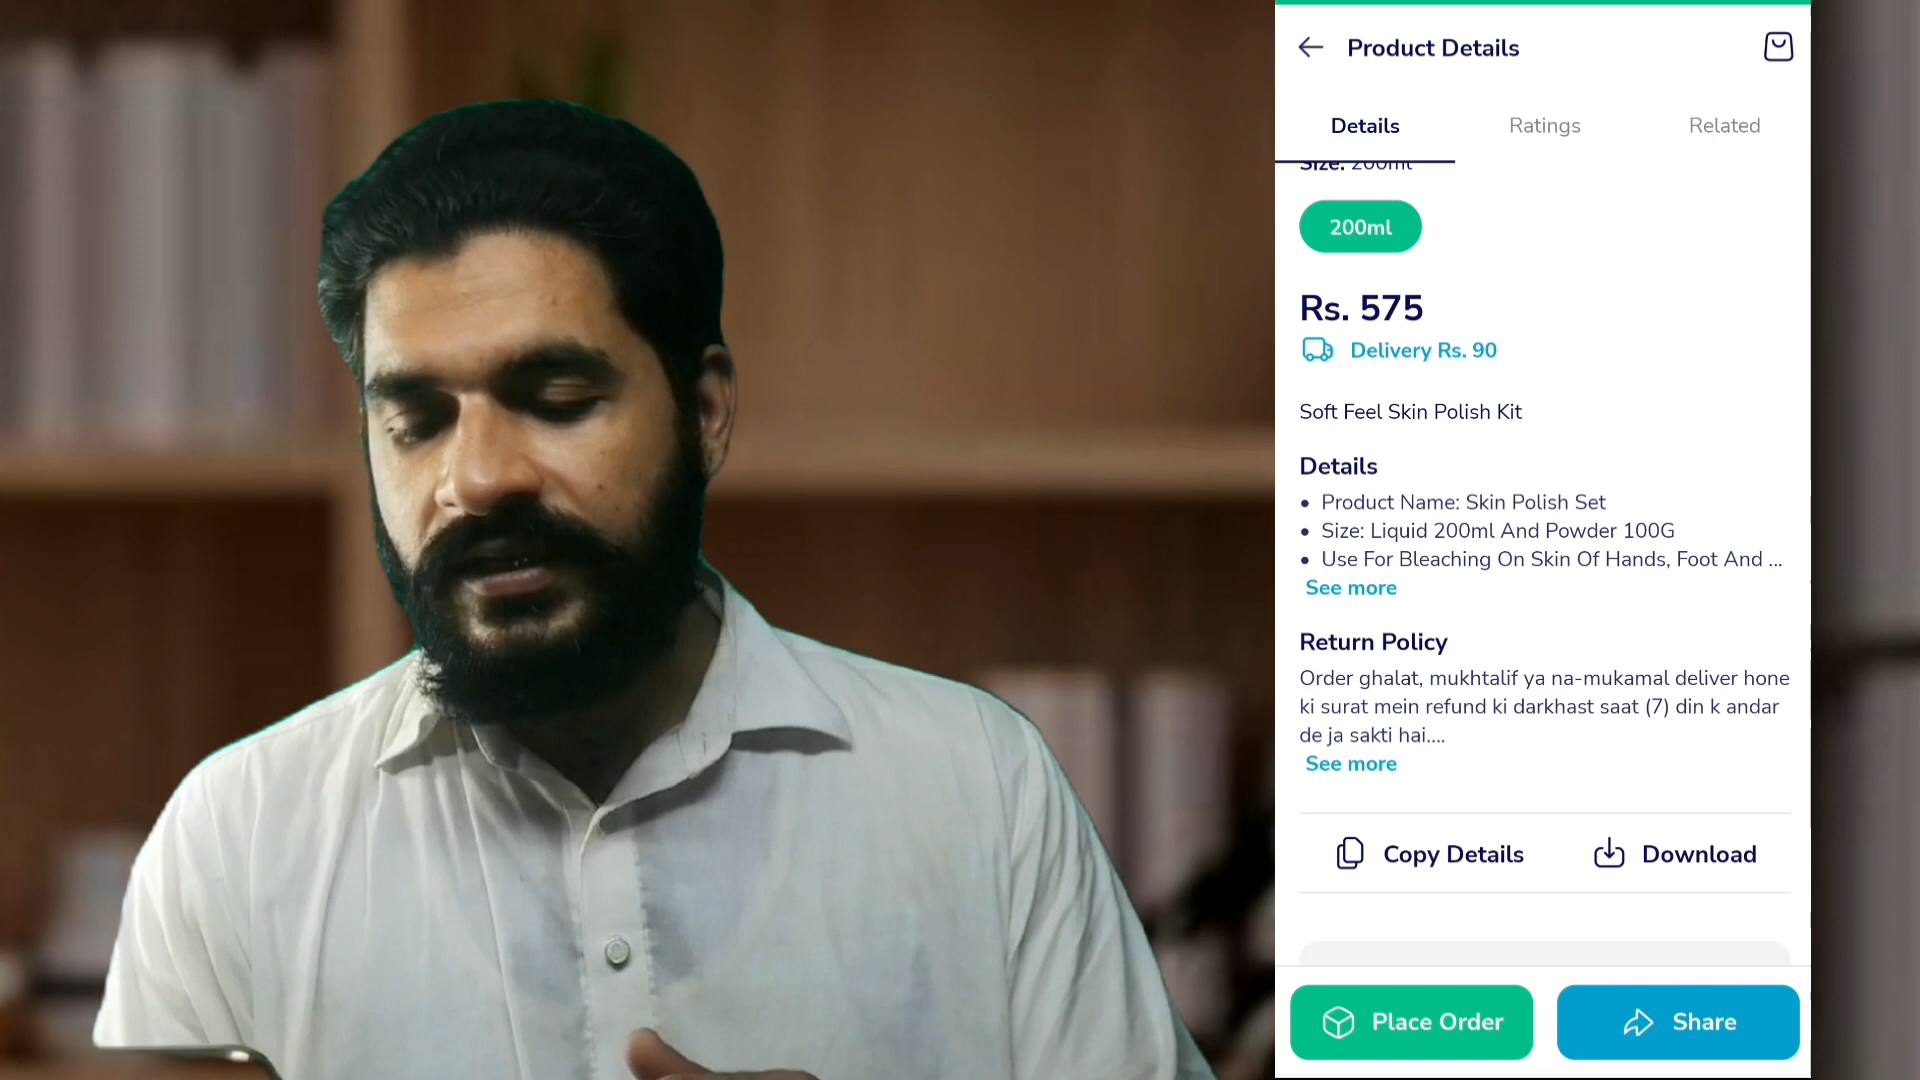 Product Details
Details Ratings Related
Size: 200ml
200ml
Rs. 575
Delivery Rs. 90
Soft Feel Skin Polish Kit
Details
• Product Name: Skin Polish Set
• Size: Liquid 200ml And Powder 100G
• Use For Bleaching On Skin Of Hands, Foot And ...
See more
Return Policy
Order ghalat, mukhtalif ya na-mukamal deliver hone
ki surat mein refund ki darkhast saat (7) din k andar
de ja sakti hai....
See more
Copy Details Download
Place Order Share